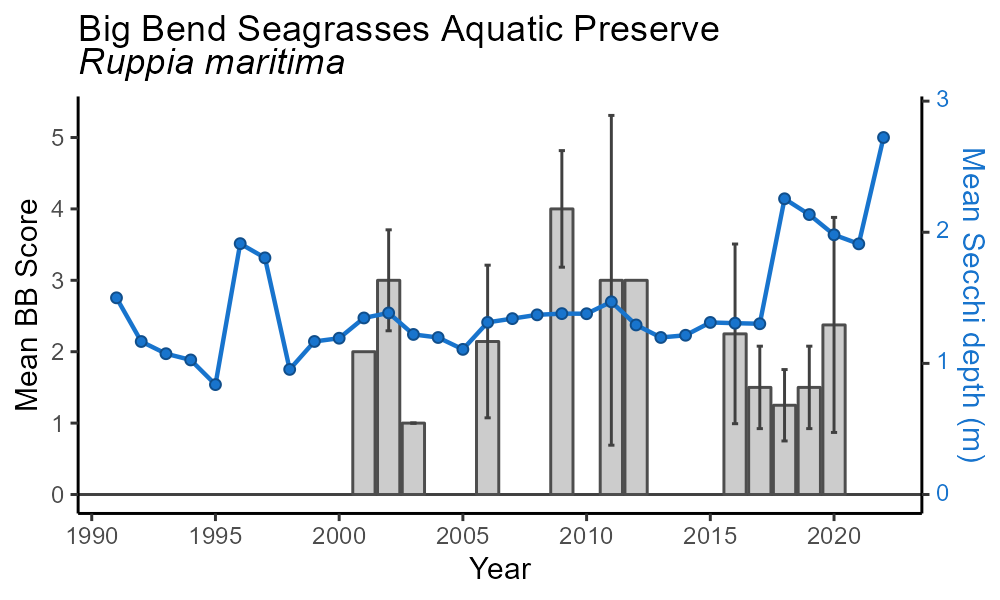 Big Bend Seagrasses Aquatic Preserve
Ruppia maritima
Mean BB Score
5
4
3
2
1
0
3
2
1
0
Mean Secchi depth (m)
1990 1995 2000 2005 2010 2015 2020
Year